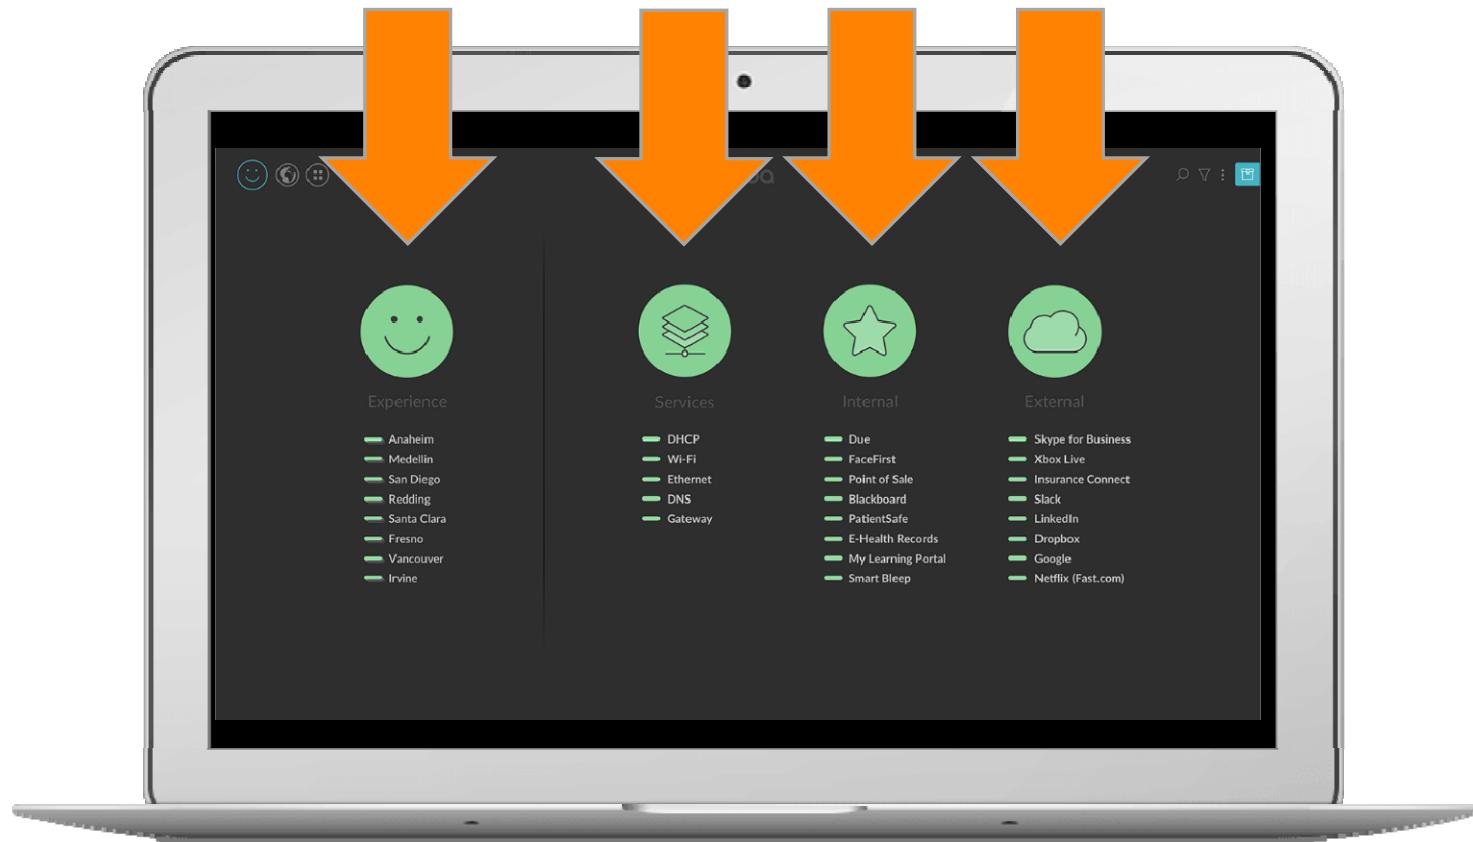 Experience
Anaheim
Medellin
San Diego
Redding
Santa Clara
Fresno
Vancouver
Irvine
Services
DHCP
Wi-Fi
Ethernet
DNS
Gateway
Internal
Due
FaceFirst
Point of Sale
Blackboard
PatientSafe
E-Health Records
My Learning Portal
Smart Bleep
External
Skype for Business
Xbox Live
Insurance Connect
Slack
LinkedIn
Dropbox
Google
Netflix (Fast.com)